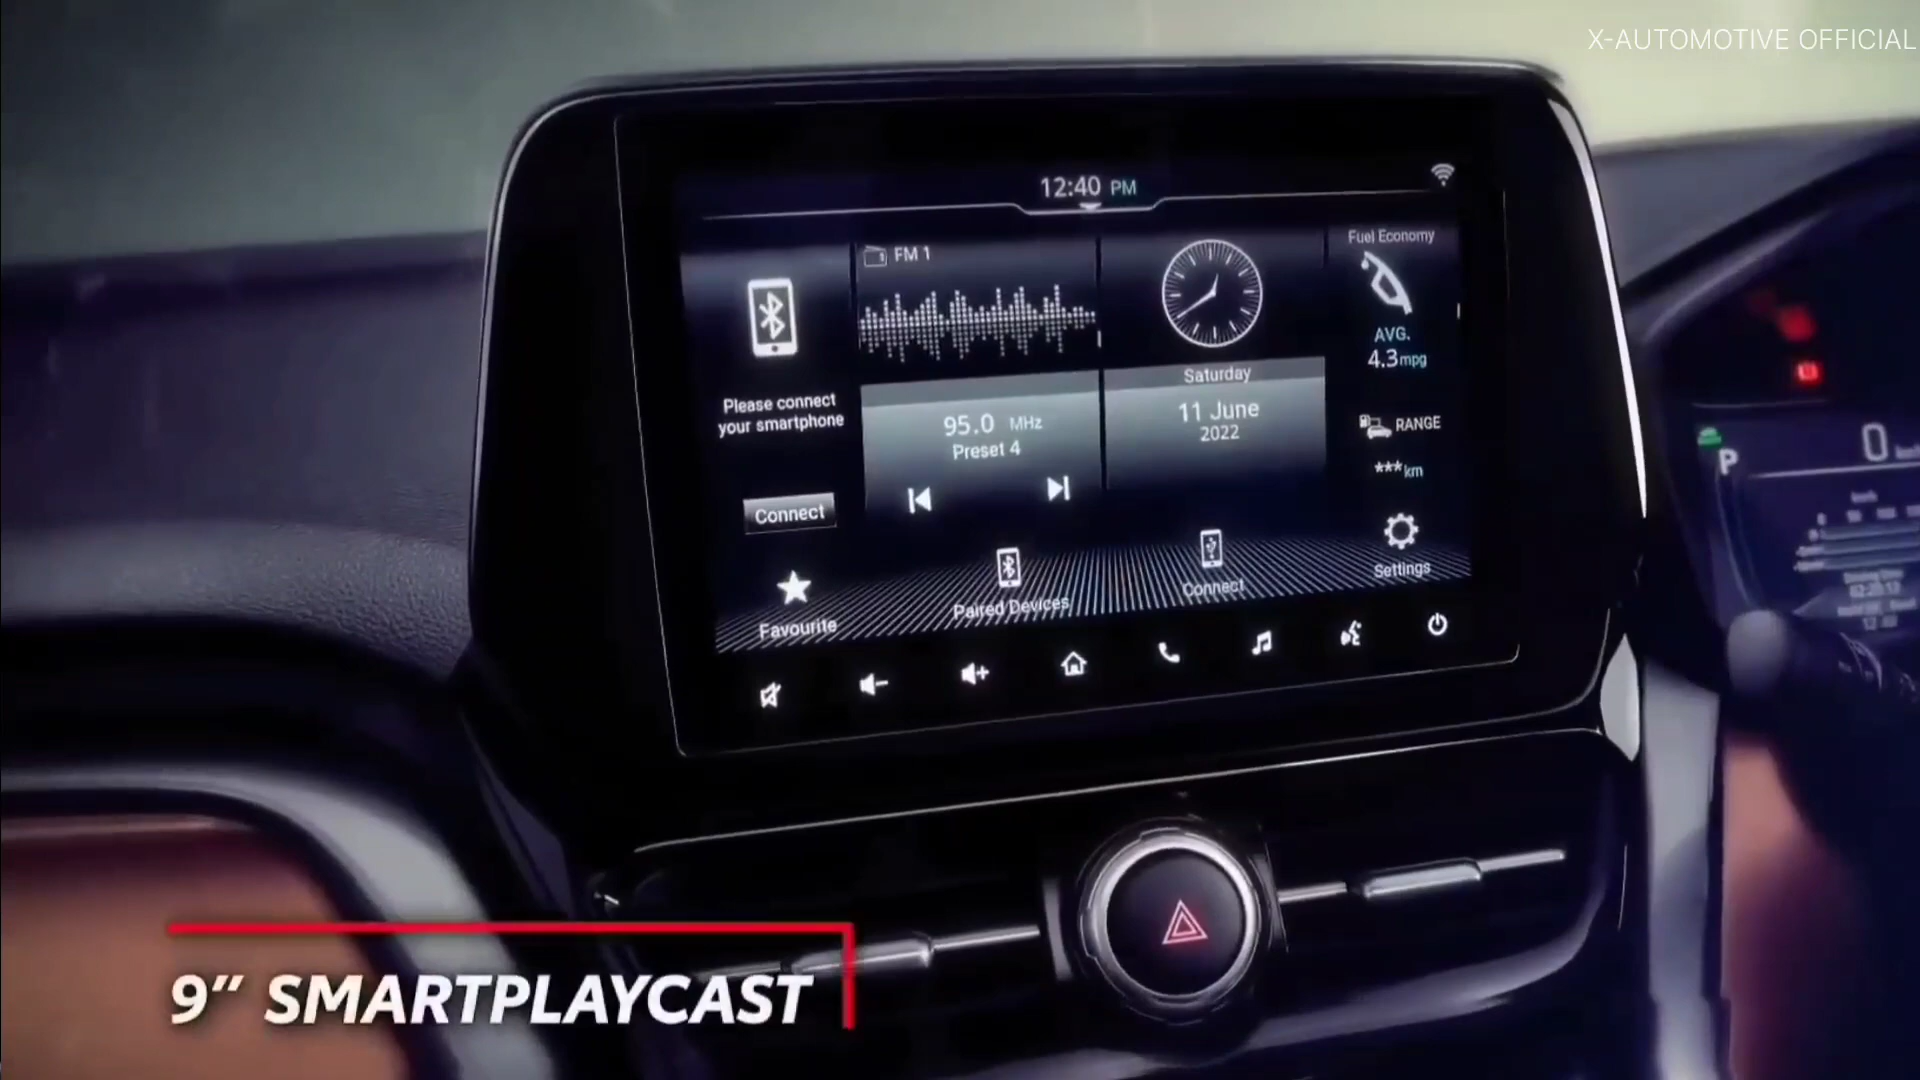 X-AUTOMOTIVE OFFICIAL
12:40 PM
FM 1
Fuel Economy
AVG.
4.3 mpg
Please connect
your smartphone
Saturday
11 June
2022
95.0 MHz
Preset 4
RANGE
*** km
Connect
Favourite
Paired Devices
Connect
Settings
P
0
9” SMARTPLAYCAST